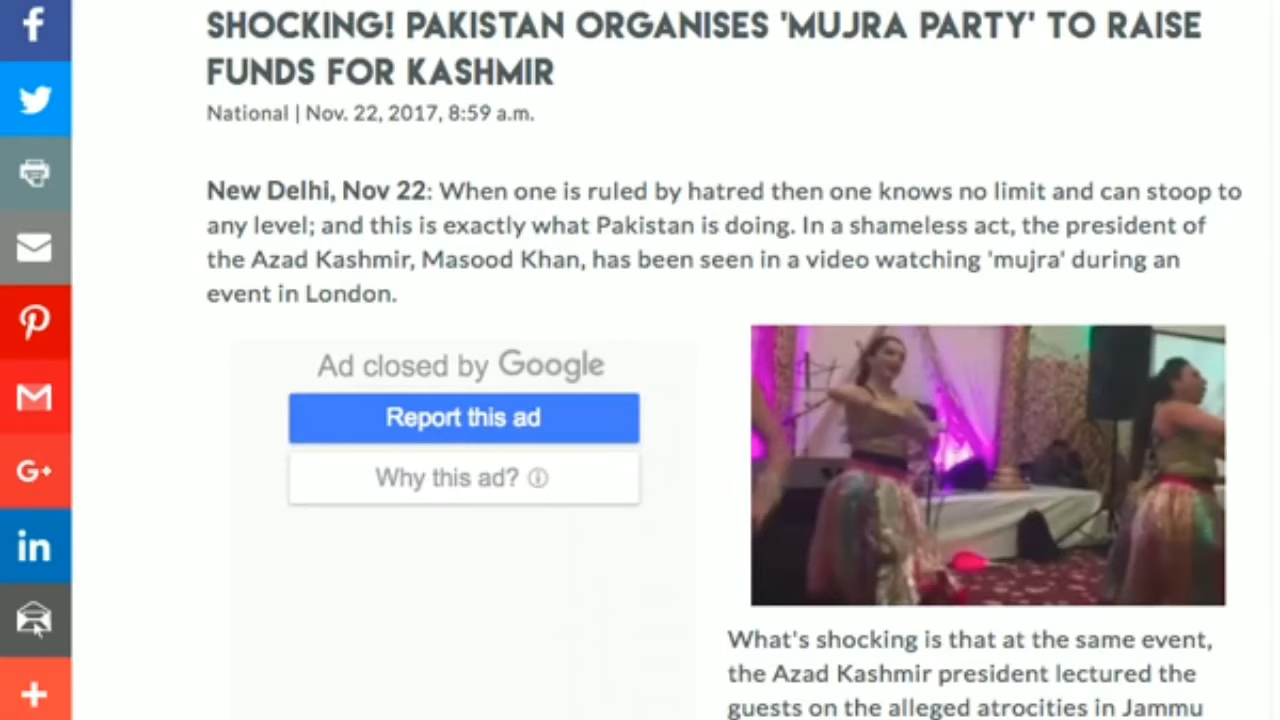 SHOCKING! PAKISTAN ORGANISES 'MUJRA PARTY' TO RAISE
FUNDS FOR KASHMIR
National | Nov. 22, 2017, 8:59 a.m.
New Delhi, Nov 22: When one is ruled by hatred then one knows no limit and can stoop to
any level; and this is exactly what Pakistan is doing. In a shameless act, the president of
the Azad Kashmir, Masood Khan, has been seen in a video watching 'mujra' during an
event in London.
Ad closed by Google
Report this ad
Why this ad?
What's shocking is that at the same event,
the Azad Kashmir president lectured the
guests on the alleged atrocities in Jammu
f
G+
in